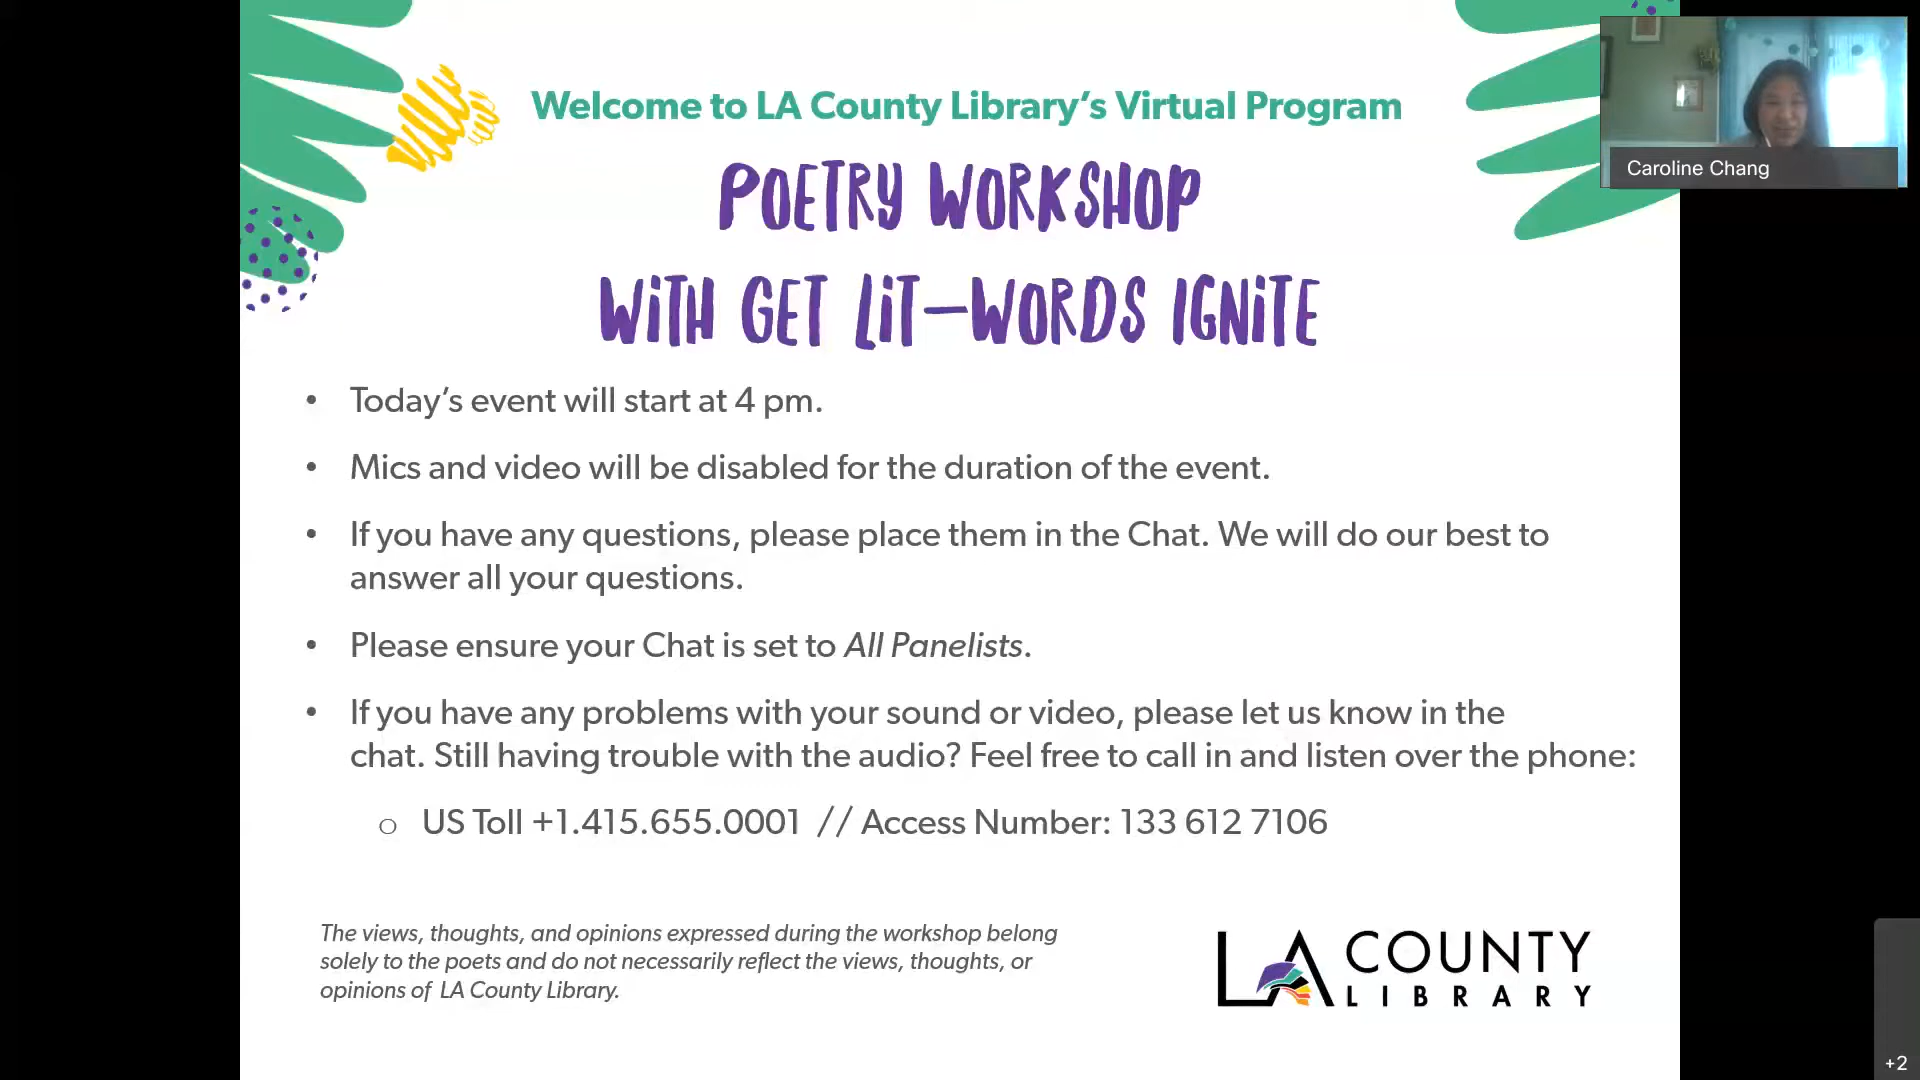 Welcome to LA County Library’s Virtual Program
POETRY WORKSHOP
WiTH GET LiT—WORDS IGNiTE
• Today’s event will start at 4 pm.
• Mics and video will be disabled for the duration of the event.
• If you have any questions, please place them in the Chat. We will do our best to
answer all your questions.
• Please ensure your Chat is set to All Panelists.
• If you have any problems with your sound or video, please let us know in the
chat. Still having trouble with the audio? Feel free to call in and listen over the phone:
o US Toll +1.415.655.0001 // Access Number: 133 612 7106
The views, thoughts, and opinions expressed during the workshop belong
solely to the poets and do not necessarily reflect the views, thoughts, or
opinions of LA County Library.
LA COUNTY
LIBRARY
Caroline Chang
+2